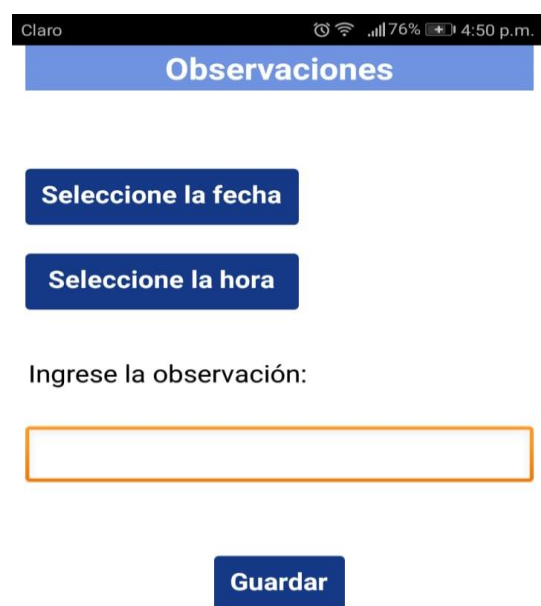 Claro 76% 4:50 p.m.
Observaciones
Seleccione la fecha
Seleccione la hora
Ingrese la observación:
Guardar